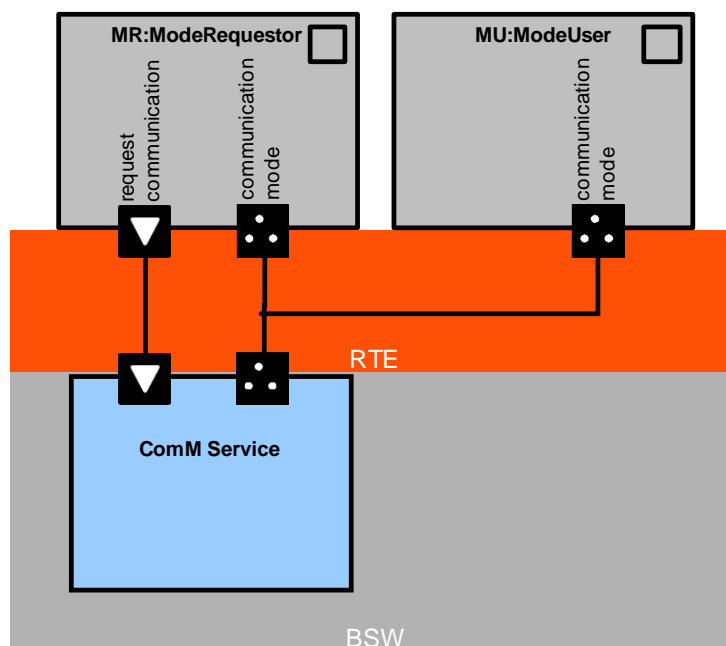 MR:ModeRequestor
MU:ModeUser
request
communication
communication
mode
communication
mode
RTE
ComM Service
BSW